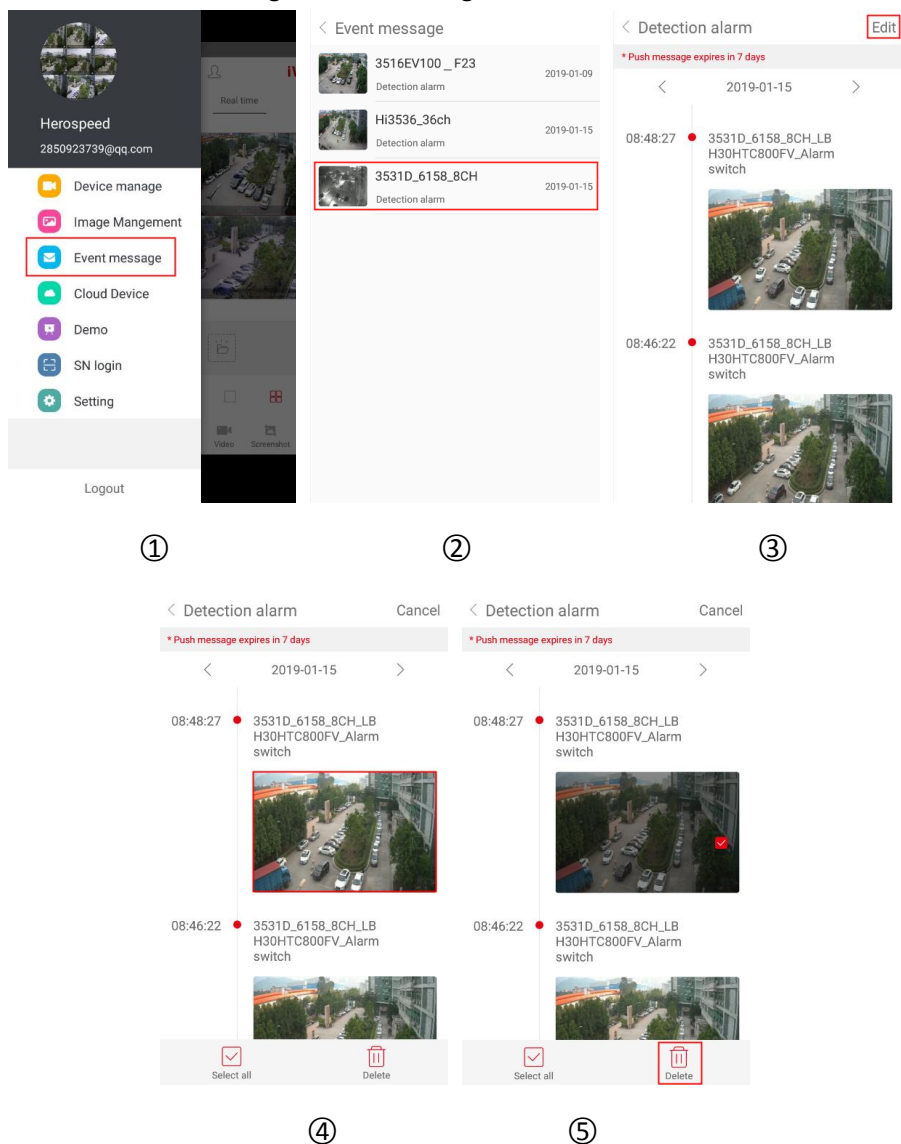 Herospeed
2850923739@qq.com
Device manage
Image Mangement
Event message
Cloud Device
Demo
SN login
Setting
Logout
Real time
Video
Screenshot
Event message
3516EV100 _ F23
Detection alarm
2019-01-09
Hi3536_36ch
Detection alarm
2019-01-15
3531D_6158_8CH
Detection alarm
2019-01-15
Detection alarm
Edit
* Push message expires in 7 days
2019-01-15
08:48:27
3531D_6158_8CH_LB
H30HTC800FV_Alarm
switch
08:46:22
3531D_6158_8CH_LB
H30HTC800FV_Alarm
switch
①
②
③
Detection alarm
Cancel
* Push message expires in 7 days
2019-01-15
08:48:27
3531D_6158_8CH_LB
H30HTC800FV_Alarm
switch
08:46:22
3531D_6158_8CH_LB
H30HTC800FV_Alarm
switch
Select all
Delete
Detection alarm
Cancel
* Push message expires in 7 days
2019-01-15
08:48:27
3531D_6158_8CH_LB
H30HTC800FV_Alarm
switch
08:46:22
3531D_6158_8CH_LB
H30HTC800FV_Alarm
switch
Select all
Delete
④
⑤